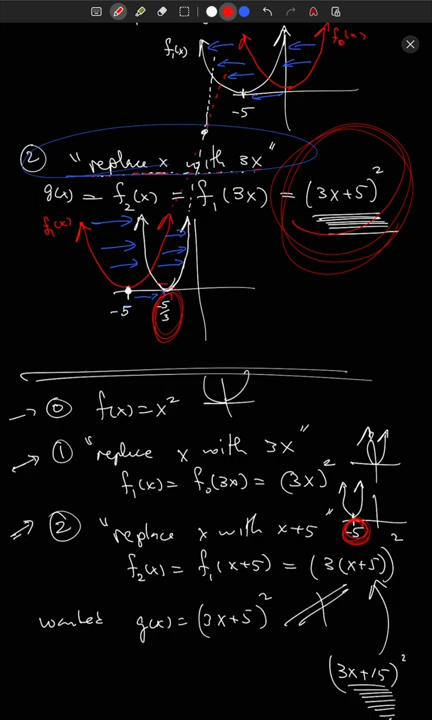 f₁(x) f₀(x)
-5
② "replace x with 3x"
g(x) = f₂(x) = f₁(3x) = (3x+5)²
f₁(x)
-5 -5/3
⓪ f(x) = x²
① "replace x with 3x"
f₁(x) = f₀(3x) = (3x)²
② "replace x with x+5"
-5
f₂(x) = f₁(x+5) = (3(x+5))²
wanted g(x) = (3x+5)²
(3x+15)²